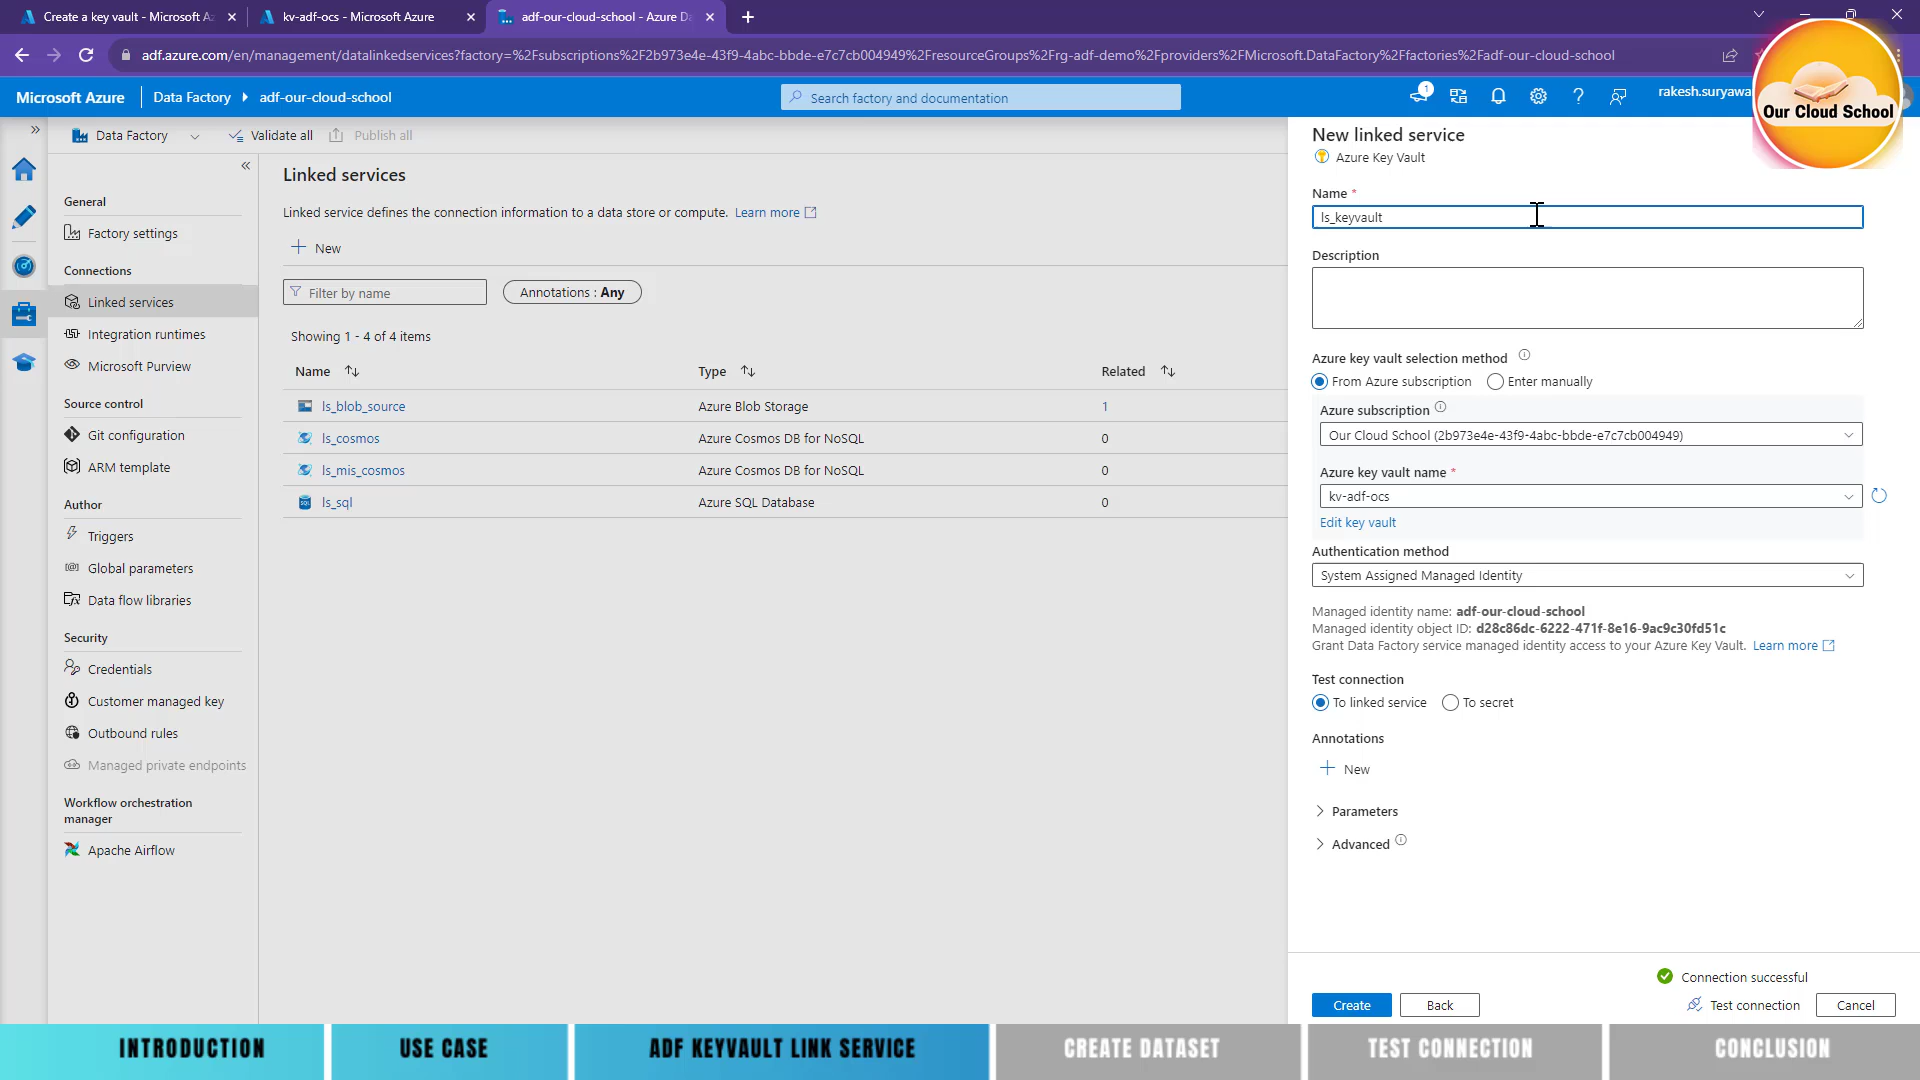 Create a key vault - Microsoft Az
kv-adf-ocs - Microsoft Azure
adf-our-cloud-school - Azure Da
adf.azure.com/en/management/datalinkedservices?factory=%2Fsubscriptions%2F2b973e4e-43f9-4abc-bbde-e7c7cb004949%2FresourceGroups%2Frg-adf-demo%2Fproviders%2FMicrosoft.DataFactory%2Ffactories%2Fadf-our-cloud-school
Microsoft Azure
Data Factory
adf-our-cloud-school
Search factory and documentation
1
rakesh.suryawa
Our Cloud School
Data Factory
Validate all
Publish all
General
Factory settings
Connections
Linked services
Integration runtimes
Microsoft Purview
Source control
Git configuration
ARM template
Author
Triggers
Global parameters
Data flow libraries
Security
Credentials
Customer managed key
Outbound rules
Managed private endpoints
Workflow orchestration
manager
Apache Airflow
Linked services
Linked service defines the connection information to a data store or compute. Learn more
New
Filter by name
Annotations : Any
Showing 1 - 4 of 4 items
Name Type Related
ls_blob_source Azure Blob Storage 1
ls_cosmos Azure Cosmos DB for NoSQL 0
ls_mis_cosmos Azure Cosmos DB for NoSQL 0
ls_sql Azure SQL Database 0
New linked service
Azure Key Vault
Name *
ls_keyvault
Description
Azure key vault selection method
From Azure subscription Enter manually
Azure subscription
Our Cloud School (2b973e4e-43f9-4abc-bbde-e7c7cb004949)
Azure key vault name *
kv-adf-ocs
Edit key vault
Authentication method
System Assigned Managed Identity
Managed identity name: adf-our-cloud-school
Managed identity object ID: d28c86dc-6222-471f-8e16-9ac9c30fd51c
Grant Data Factory service managed identity access to your Azure Key Vault. Learn more
Test connection
To linked service To secret
Annotations
New
Parameters
Advanced
Connection successful
Create Back Test connection Cancel
INTRODUCTION
USE CASE
ADF KEYVAULT LINK SERVICE
CREATE DATASET
TEST CONNECTION
CONCLUSION